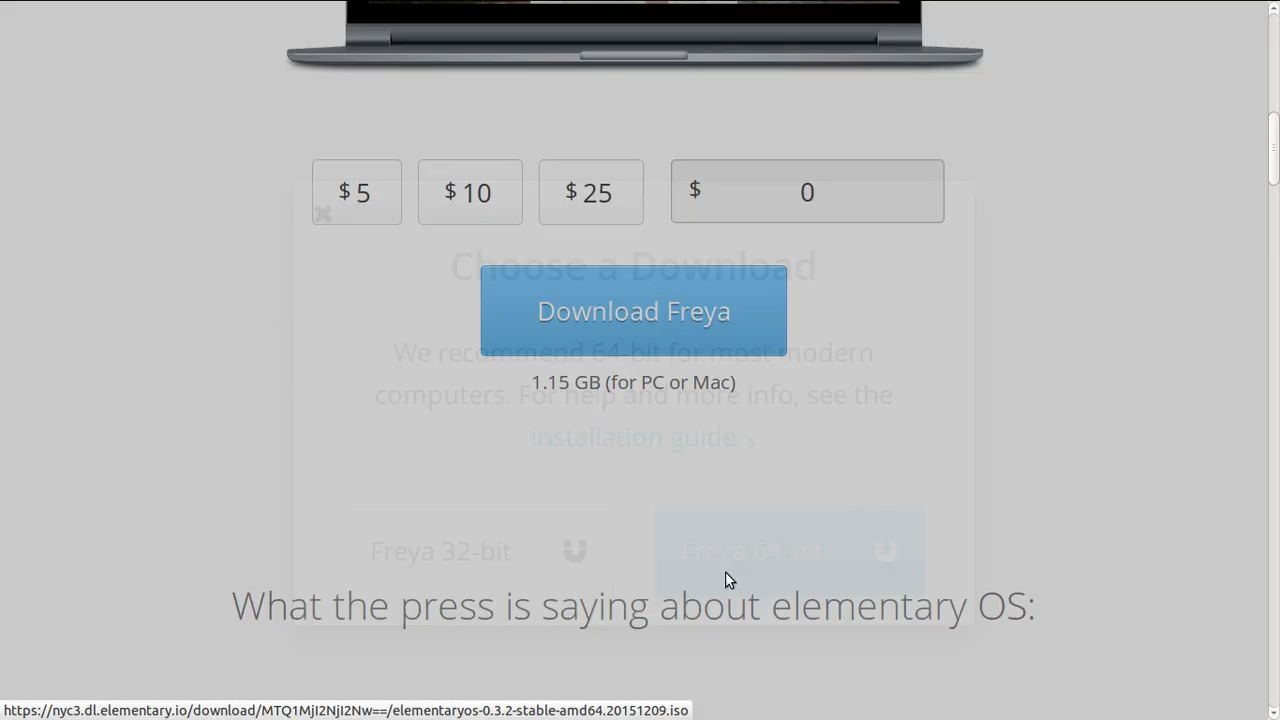 $ 5
$ 10
$ 25
$ 0
Choose a Download
Download Freya
We recommend 64-bit for most modern
1.15 GB (for PC or Mac)
computers. For help and more info, see the
installation guide ›
Freya 32-bit
Freya 64-bit
What the press is saying about elementary OS:
https://nyc3.dl.elementary.io/download/MTQ1MjI2NjI2Nw==/elementaryos-0.3.2-stable-amd64.20151209.iso